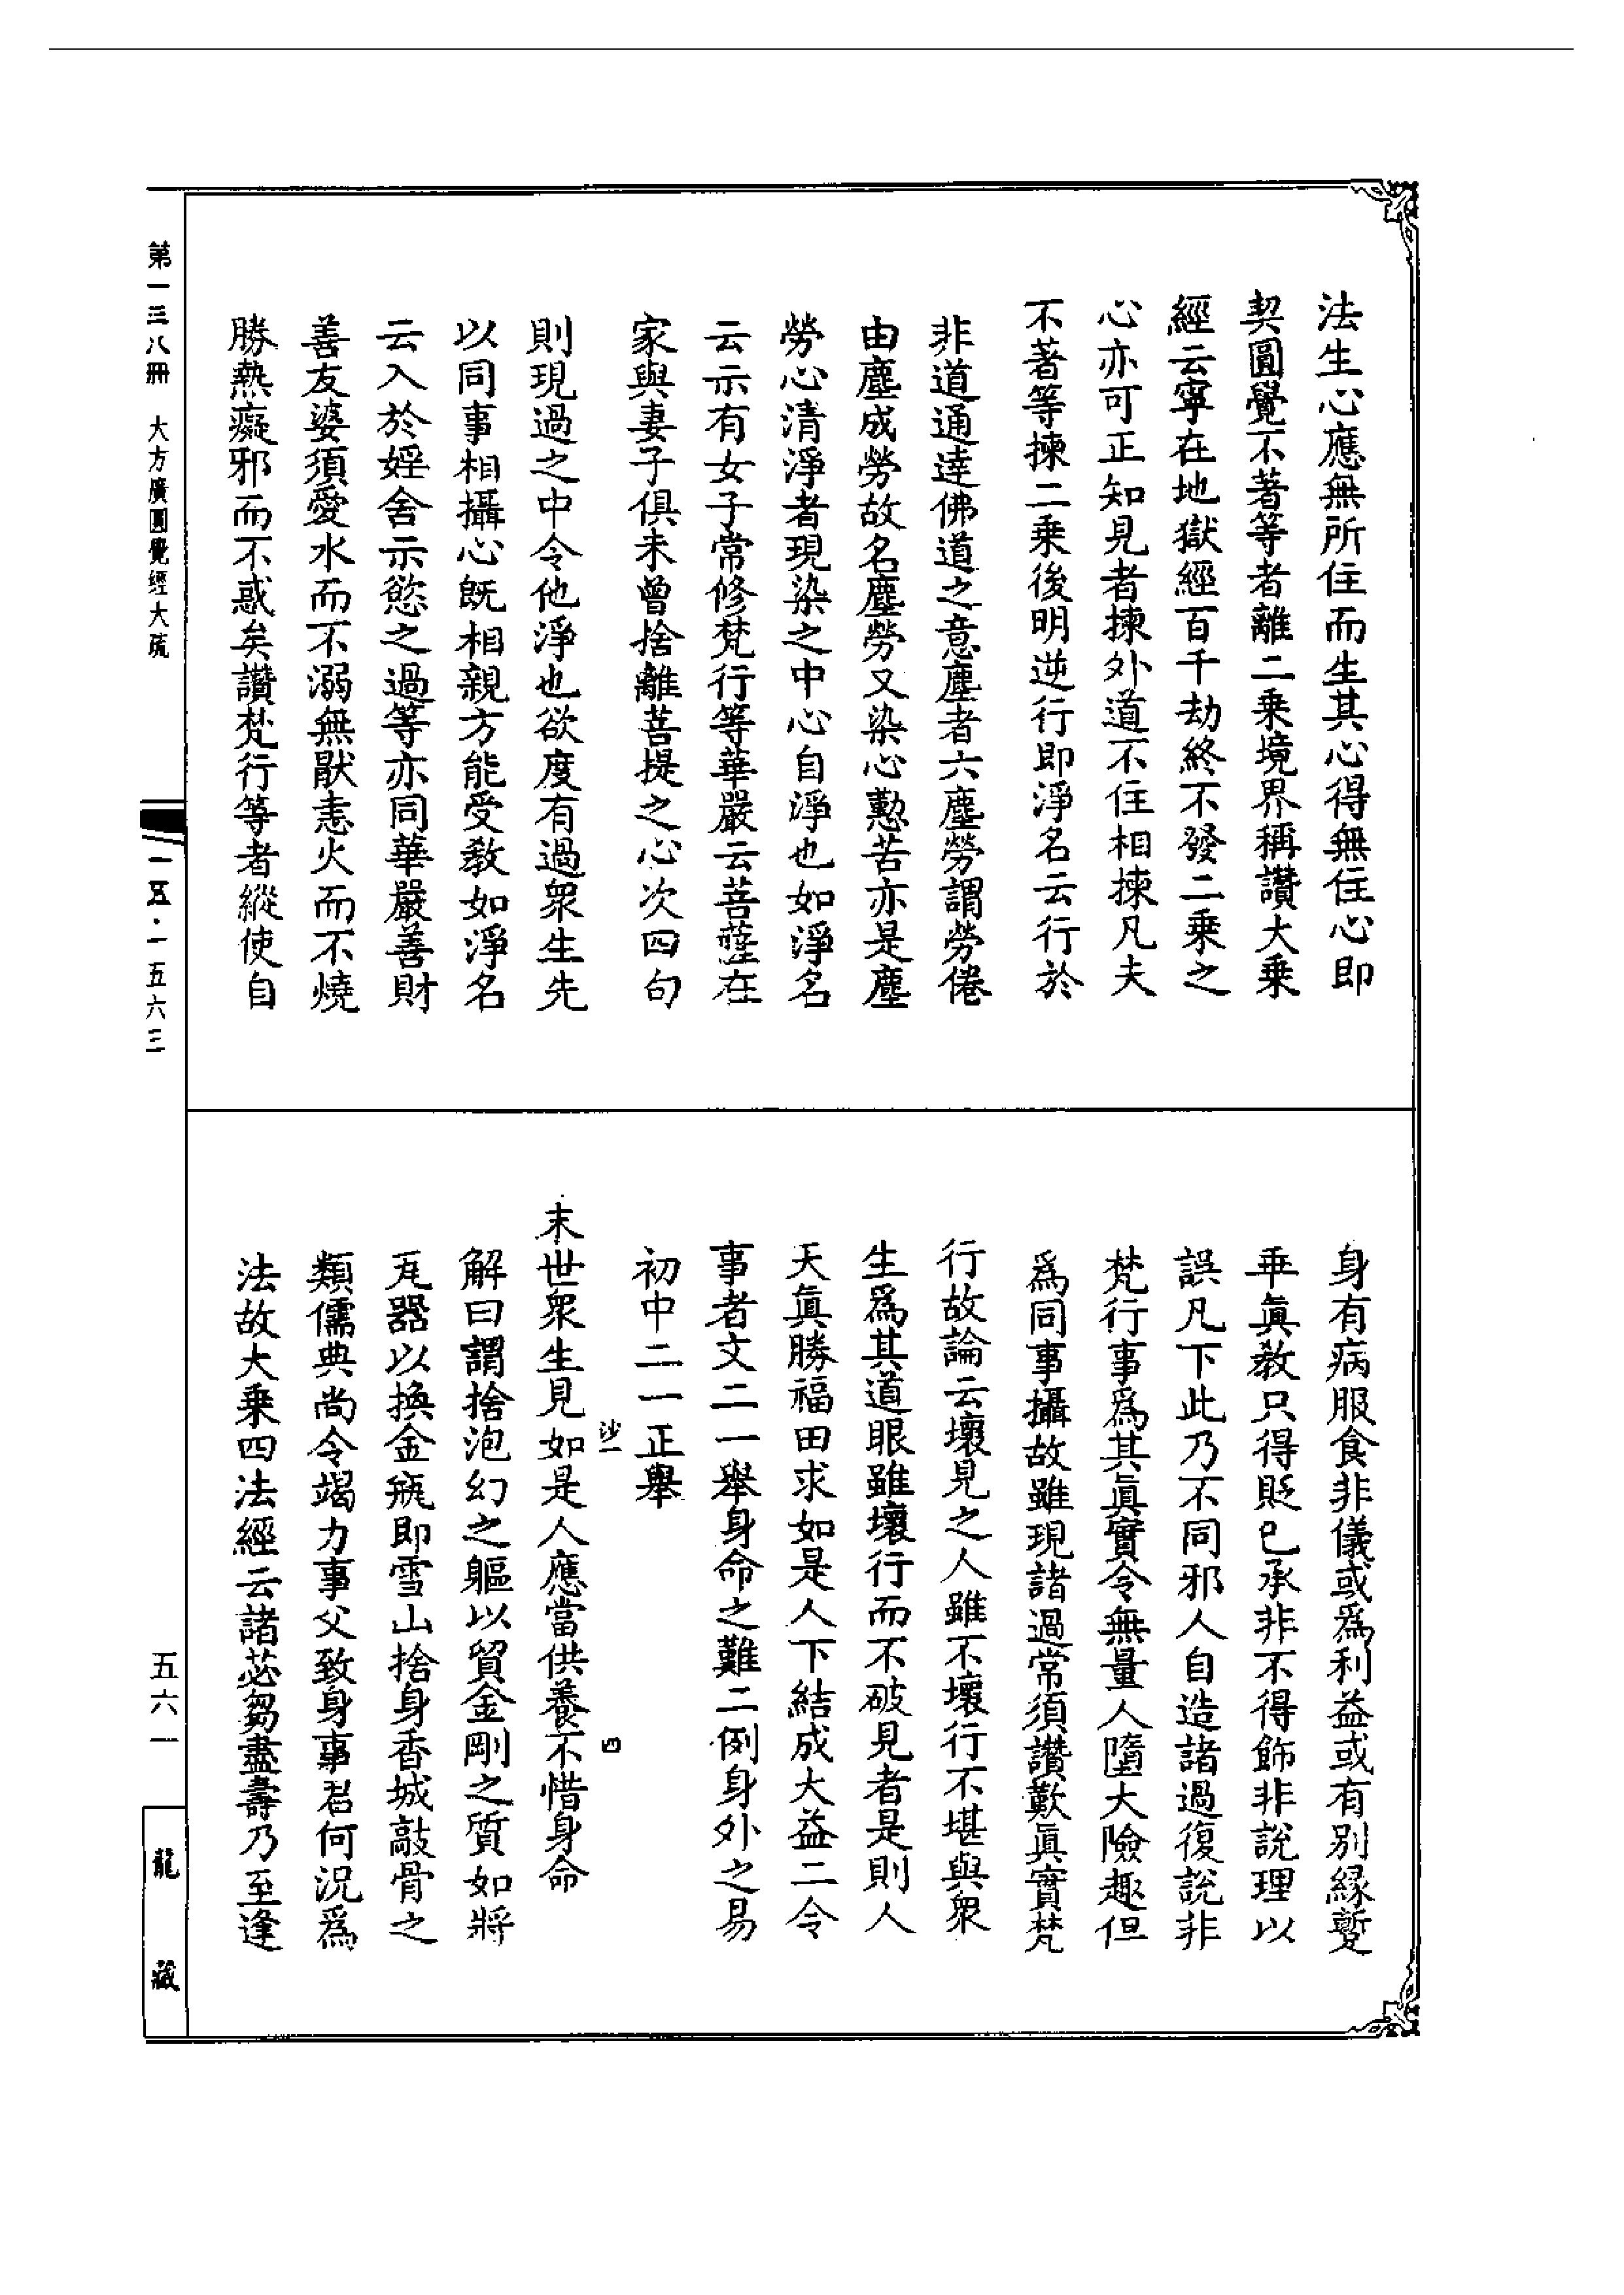 法生心應無所住而生其心得無住心即
契圓覺不著等者離二乗境界稱讚大乗
經云寧在地獄經百千劫終不發二乗之
心亦可正知見者揀外道不住相揀凡夫
不著等揀二乗後明逆行即淨名云行於
非道通達佛道之意塵者六塵勞謂勞倦
由塵成勞故名塵勞又染心懃苦亦是塵
勞心清淨者現染之中心自淨也如淨名
云示有女子常修梵行等華嚴云菩薩在
家與妻子俱未曾捨離菩提之心次四句
則現過之中令他淨也欲度有過衆生先
以同事相攝心旣相親方能受教如淨名
云入於婬舍示慾之過等亦同華嚴善財
善友婆須愛水而不溺無厭恚火而不燒
勝熱癡邪而不惑矣讚梵行等者縱使自
身有病服食非儀或爲利益或有別緣蹔
乖眞教只得貶巳承非不得飾非說理以
誤凡下此乃不同邪人自造諸過復說非
梵行事爲其眞實令無量人墮大險趣但
爲同事攝故雖現諸過常須讚歎眞實梵
行故論云壞見之人雖不壞行不堪與衆
生爲其道眼雖壞行而不破見者是則人
天眞勝福田求如是人下結成大益二令
事者文二一舉身命之難二例身外之易
初中二一正舉
沙一
四
末世衆生見如是人應當供養不惜身命
解曰謂捨泡幻之軀以貿金剛之質如將
瓦器以換金瓶即雪山捨身香城敲骨之
類儒典尚令竭力事父致身事君何況爲
法故大乗四法經云諸苾芻盡壽乃至逢
第一三八冊 大方廣圓覺經大疏
一五五·一五六三
五六一
龍藏